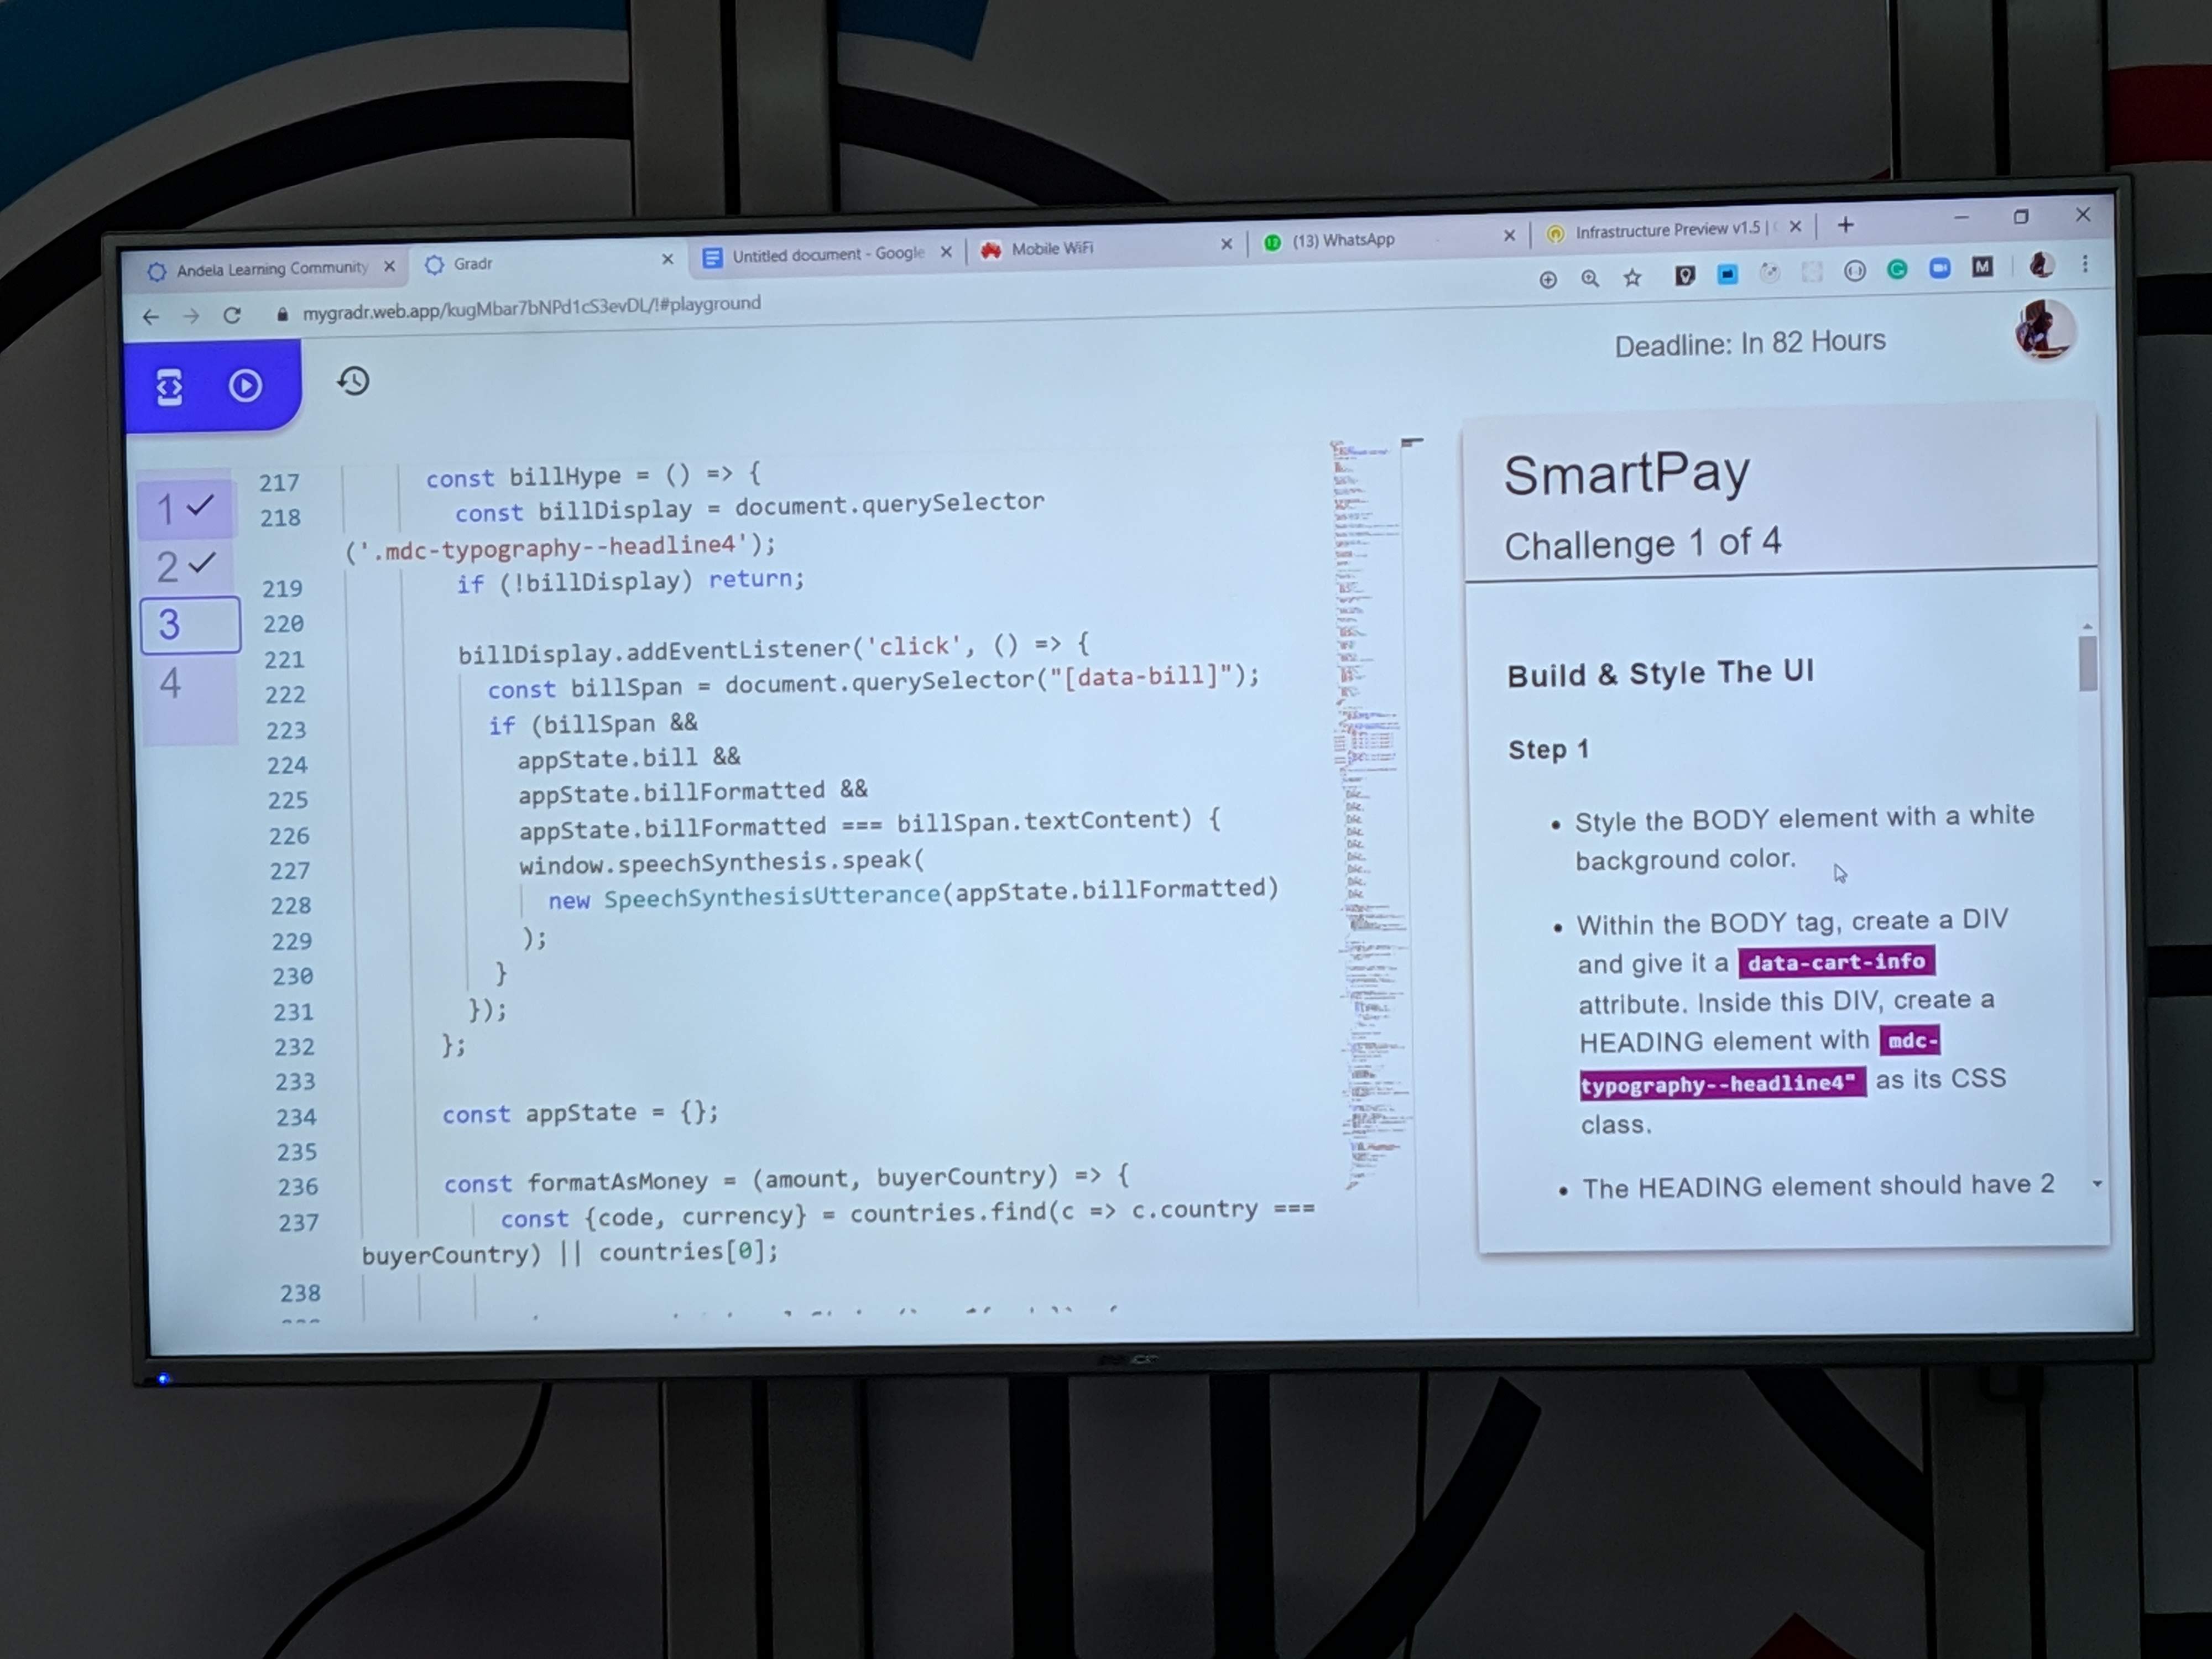 Andela Learning Community
Gradr
Untitled document - Google
Mobile WiFi
(13) WhatsApp
Infrastructure Preview v1.5 |
mygradr.web.app/kugMbar7bNPd1cS3evDL/!#playground
Deadline: In 82 Hours
1
2
3
4
217 const billHype = () => {
218 const billDisplay = document.querySelector
('.mdc-typography--headline4');
219 if (!billDisplay) return;
220
221 billDisplay.addEventListener('click', () => {
222 const billSpan = document.querySelector("[data-bill]");
223 if (billSpan &&
224 appState.bill &&
225 appState.billFormatted &&
226 appState.billFormatted === billSpan.textContent) {
227 window.speechSynthesis.speak(
228 new SpeechSynthesisUtterance(appState.billFormatted)
229 );
230 }
231 });
232 };
233
234 const appState = {};
235
236 const formatAsMoney = (amount, buyerCountry) => {
237 const {code, currency} = countries.find(c => c.country ===
buyerCountry) || countries[0];
238
SmartPay
Challenge 1 of 4
Build & Style The UI
Step 1
• Style the BODY element with a white
background color.
• Within the BODY tag, create a DIV
and give it a data-cart-info
attribute. Inside this DIV, create a
HEADING element with mdc-
typography--headline4" as its CSS
class.
• The HEADING element should have 2